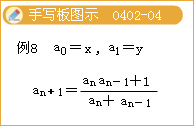 手写板图示 0402-04
例8 a₀=x, a₁=y
aₙ₊₁=(aₙaₙ₋₁+1)/(aₙ+aₙ₋₁)